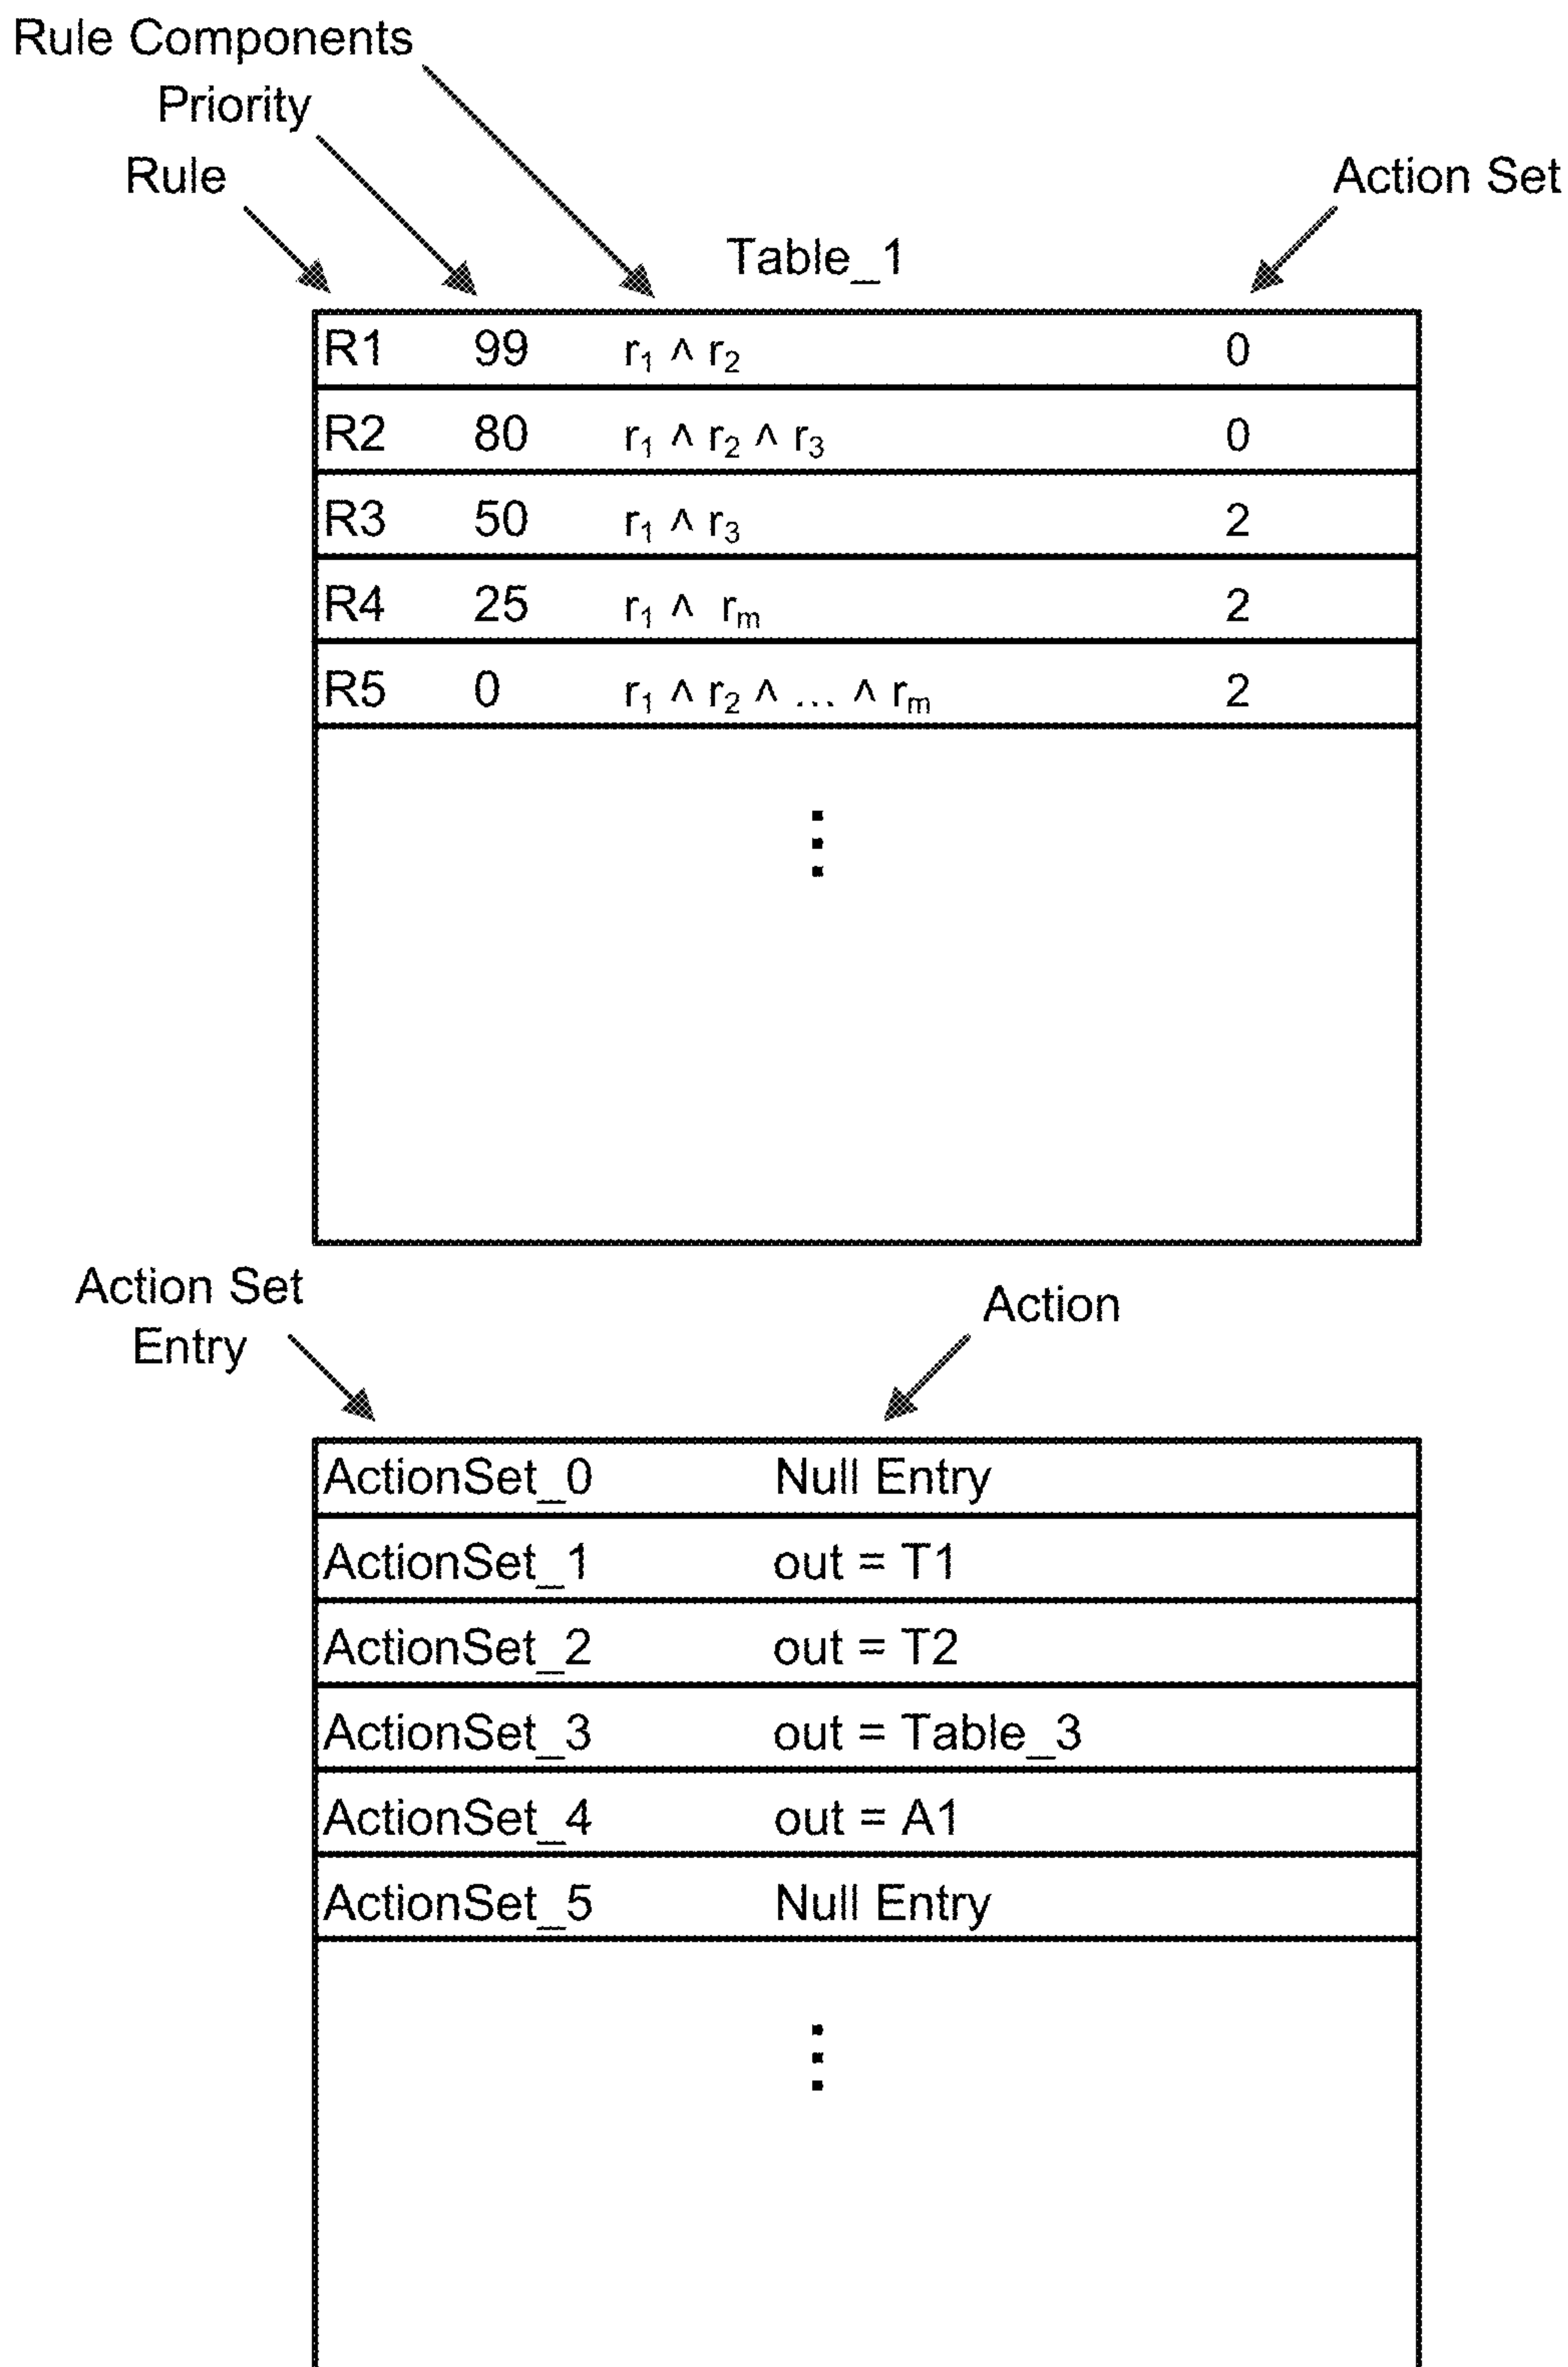 Rule Components
Priority
Rule
Action Set
Table_1
R1 99 r₁ ^ r₂ 0
R2 80 r₁ ^ r₂ ^ r₃ 0
R3 50 r₁ ^ r₃ 2
R4 25 r₁ ^ rₘ 2
R5 0 r₁ ^ r₂ ^ ... ^ rₘ 2
Action Set
Entry
Action
ActionSet_0 Null Entry
ActionSet_1 out = T1
ActionSet_2 out = T2
ActionSet_3 out = Table_3
ActionSet_4 out = A1
ActionSet_5 Null Entry